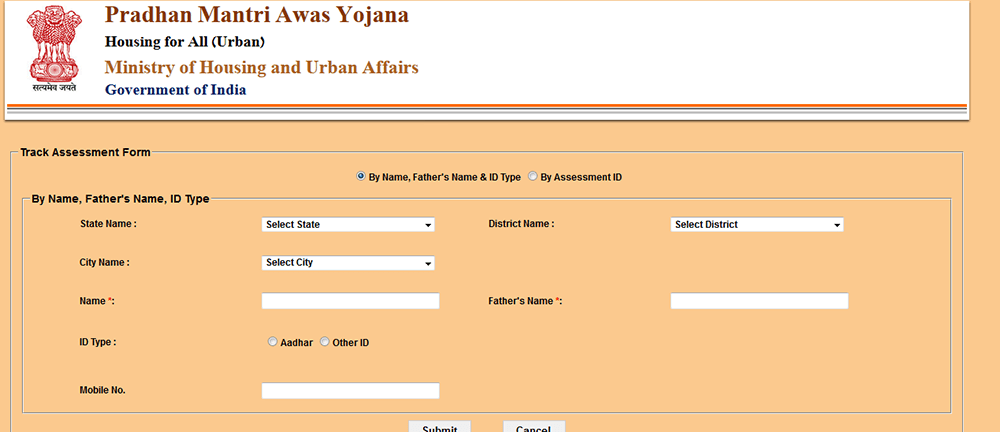 Pradhan Mantri Awas Yojana
Housing for All (Urban)
Ministry of Housing and Urban Affairs
सत्यमेव जयते
Government of India
Track Assessment Form
By Name, Father's Name & ID Type By Assessment ID
By Name, Father's Name, ID Type
State Name : Select State District Name : Select District
City Name : Select City
Name *: Father's Name *:
ID Type : Aadhar Other ID
Mobile No.
Submit Cancel